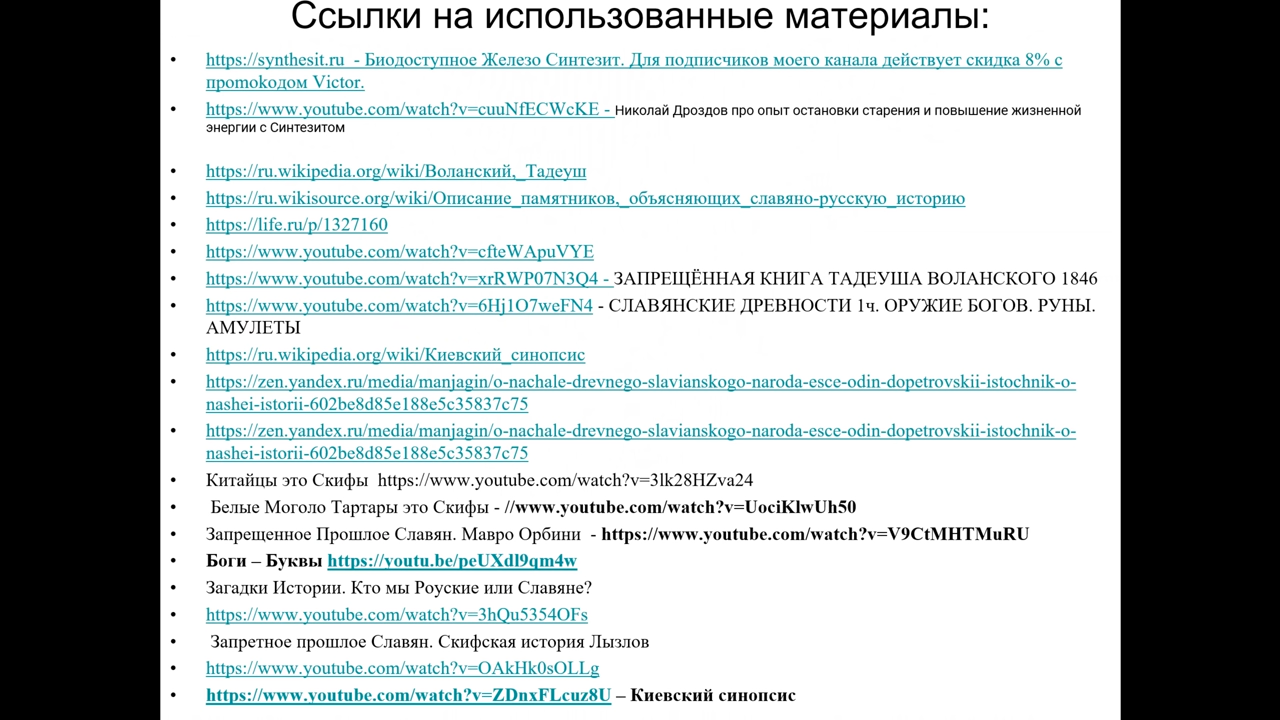 Ссылки на использованные материалы:
• https://synthesit.ru - Биодоступное Железо Синтезит. Для подписчиков моего канала действует скидка 8% с
промокодом Victor.
• https://www.youtube.com/watch?v=cuuNfECWcKE - Николай Дроздов про опыт остановки старения и повышение жизненной
энергии с Синтезитом
• https://ru.wikipedia.org/wiki/Воланский,_Тадеуш
• https://ru.wikisource.org/wiki/Описание_памятников,_объясняющих_славяно-русскую_историю
• https://life.ru/p/1327160
• https://www.youtube.com/watch?v=cfteWApuVYE
• https://www.youtube.com/watch?v=xrRWP07N3Q4 - ЗАПРЕЩЁННАЯ КНИГА ТАДЕУША ВОЛАНСКОГО 1846
• https://www.youtube.com/watch?v=6Hj1O7weFN4 - СЛАВЯНСКИЕ ДРЕВНОСТИ 1ч. ОРУЖИЕ БОГОВ. РУНЫ.
АМУЛЕТЫ
• https://ru.wikipedia.org/wiki/Киевский_синопсис
• https://zen.yandex.ru/media/manjagin/o-nachale-drevnego-slavianskogo-naroda-esce-odin-dopetrovskii-istochnik-o-
nashei-istorii-602be8d85e188e5c35837c75
• https://zen.yandex.ru/media/manjagin/o-nachale-drevnego-slavianskogo-naroda-esce-odin-dopetrovskii-istochnik-o-
nashei-istorii-602be8d85e188e5c35837c75
• Китайцы это Скифы https://www.youtube.com/watch?v=3lk28HZva24
• Белые Моголо Тартары это Скифы - //www.youtube.com/watch?v=UociKlwUh50
• Запрещенное Прошлое Славян. Мавро Орбини - https://www.youtube.com/watch?v=V9CtMHTMuRU
• Боги – Буквы https://youtu.be/peUXdl9qm4w
• Загадки Истории. Кто мы Роуские или Славяне?
• https://www.youtube.com/watch?v=3hQu5354OFs
• Запретное прошлое Славян. Скифская история Лызлов
• https://www.youtube.com/watch?v=OAkHk0sOLLg
• https://www.youtube.com/watch?v=ZDnxFLcuz8U – Киевский синопсис